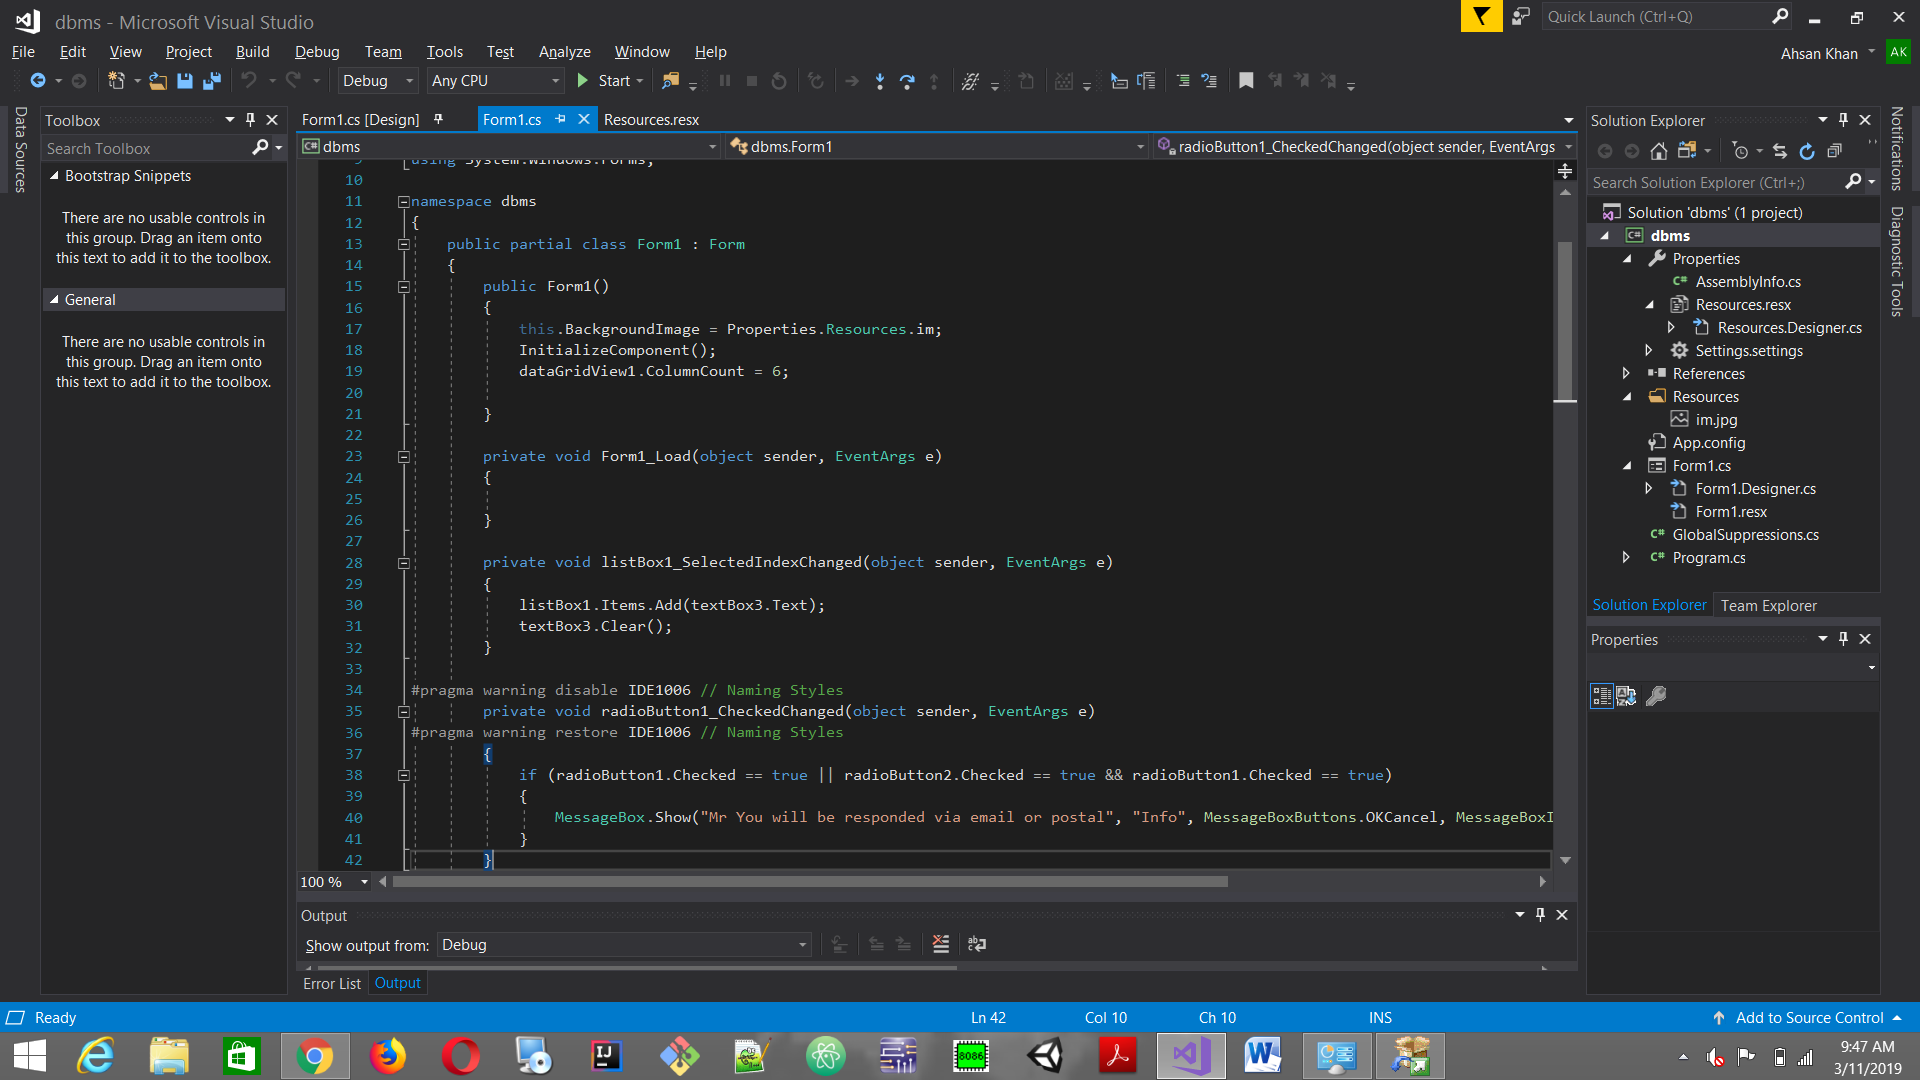 dbms - Microsoft Visual Studio
Quick Launch (Ctrl+Q)
File Edit View Project Build Debug Team Tools Test Analyze Window Help
Ahsan Khan
AK
Debug
Any CPU
Start
Data Sources
Toolbox
Search Toolbox
Bootstrap Snippets
There are no usable controls in
this group. Drag an item onto
this text to add it to the toolbox.
General
There are no usable controls in
this group. Drag an item onto
this text to add it to the toolbox.
Form1.cs [Design]
Form1.cs
Resources.resx
C# dbms
dbms.Form1
radioButton1_CheckedChanged(object sender, EventArgs
9 using System.Windows.Forms;
10
11 namespace dbms
12 {
13 public partial class Form1 : Form
14 {
15 public Form1()
16 {
17 this.BackgroundImage = Properties.Resources.im;
18 InitializeComponent();
19 dataGridView1.ColumnCount = 6;
20
21 }
22
23 private void Form1_Load(object sender, EventArgs e)
24 {
25
26 }
27
28 private void listBox1_SelectedIndexChanged(object sender, EventArgs e)
29 {
30 listBox1.Items.Add(textBox3.Text);
31 textBox3.Clear();
32 }
33
34 #pragma warning disable IDE1006 // Naming Styles
35 private void radioButton1_CheckedChanged(object sender, EventArgs e)
36 #pragma warning restore IDE1006 // Naming Styles
37 {
38 if (radioButton1.Checked == true || radioButton2.Checked == true && radioButton1.Checked == true)
39 {
40 MessageBox.Show("Mr You will be responded via email or postal", "Info", MessageBoxButtons.OKCancel, MessageBoxI
41 }
42 }
100 %
Output
Show output from: Debug
Error List
Output
Solution Explorer
Search Solution Explorer (Ctrl+;)
Solution 'dbms' (1 project)
C# dbms
Properties
C# AssemblyInfo.cs
Resources.resx
Resources.Designer.cs
Settings.settings
References
Resources
im.jpg
App.config
Form1.cs
Form1.Designer.cs
Form1.resx
C# GlobalSuppressions.cs
C# Program.cs
Solution Explorer
Team Explorer
Properties
Notifications
Diagnostic Tools
Ready
Ln 42
Col 10
Ch 10
INS
Add to Source Control
IJ
8086
W
9:47 AM
3/11/2019